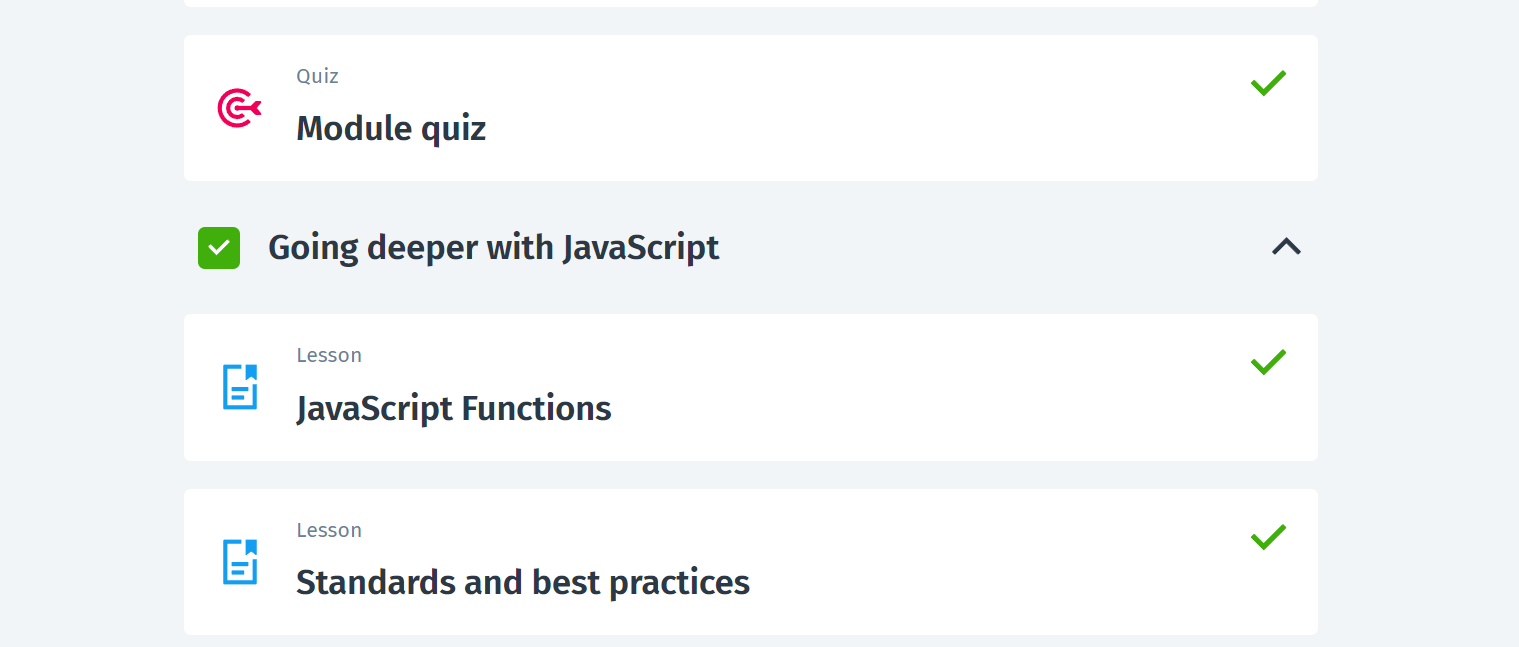 Quiz
Module quiz
Going deeper with JavaScript
Lesson
JavaScript Functions
Lesson
Standards and best practices